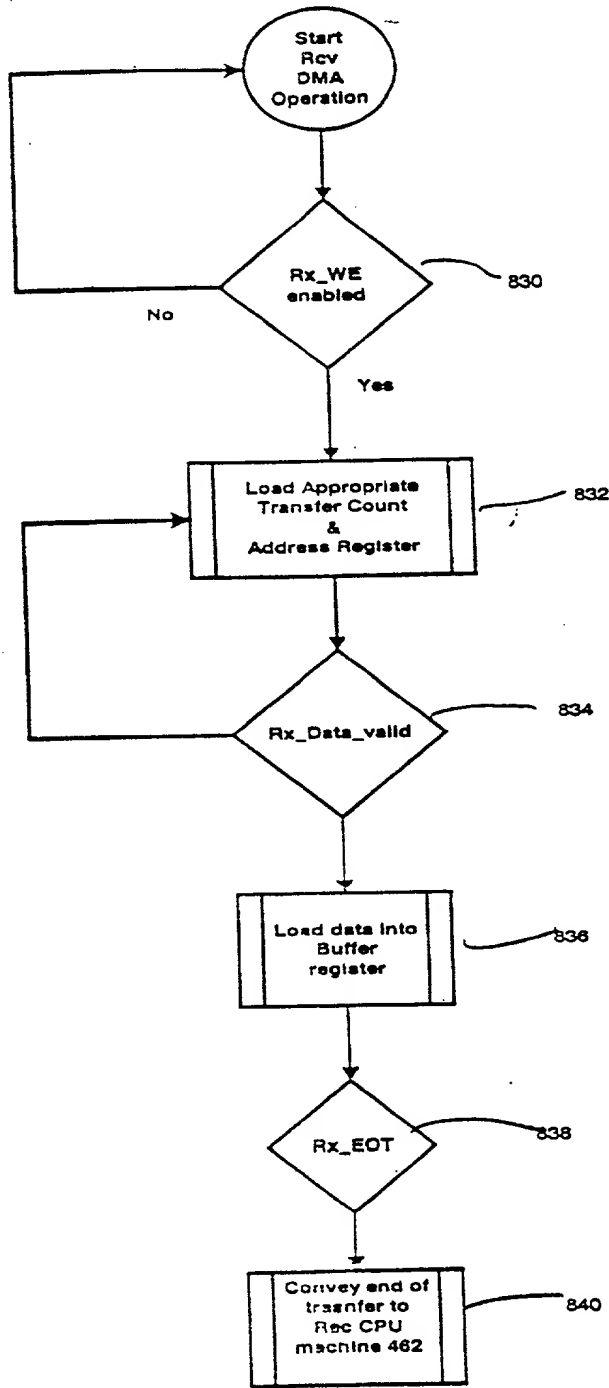 Start
Rcv
DMA
Operation
Rx_WE
enabled
830
No
Yes
Load Appropriate
Transfer Count
&
Address Register
832
Rx_Data_valid
834
Load data into
Buffer
register
836
Rx_EOT
838
Convey end of
trasnfer to
Rec CPU
machine 462
840